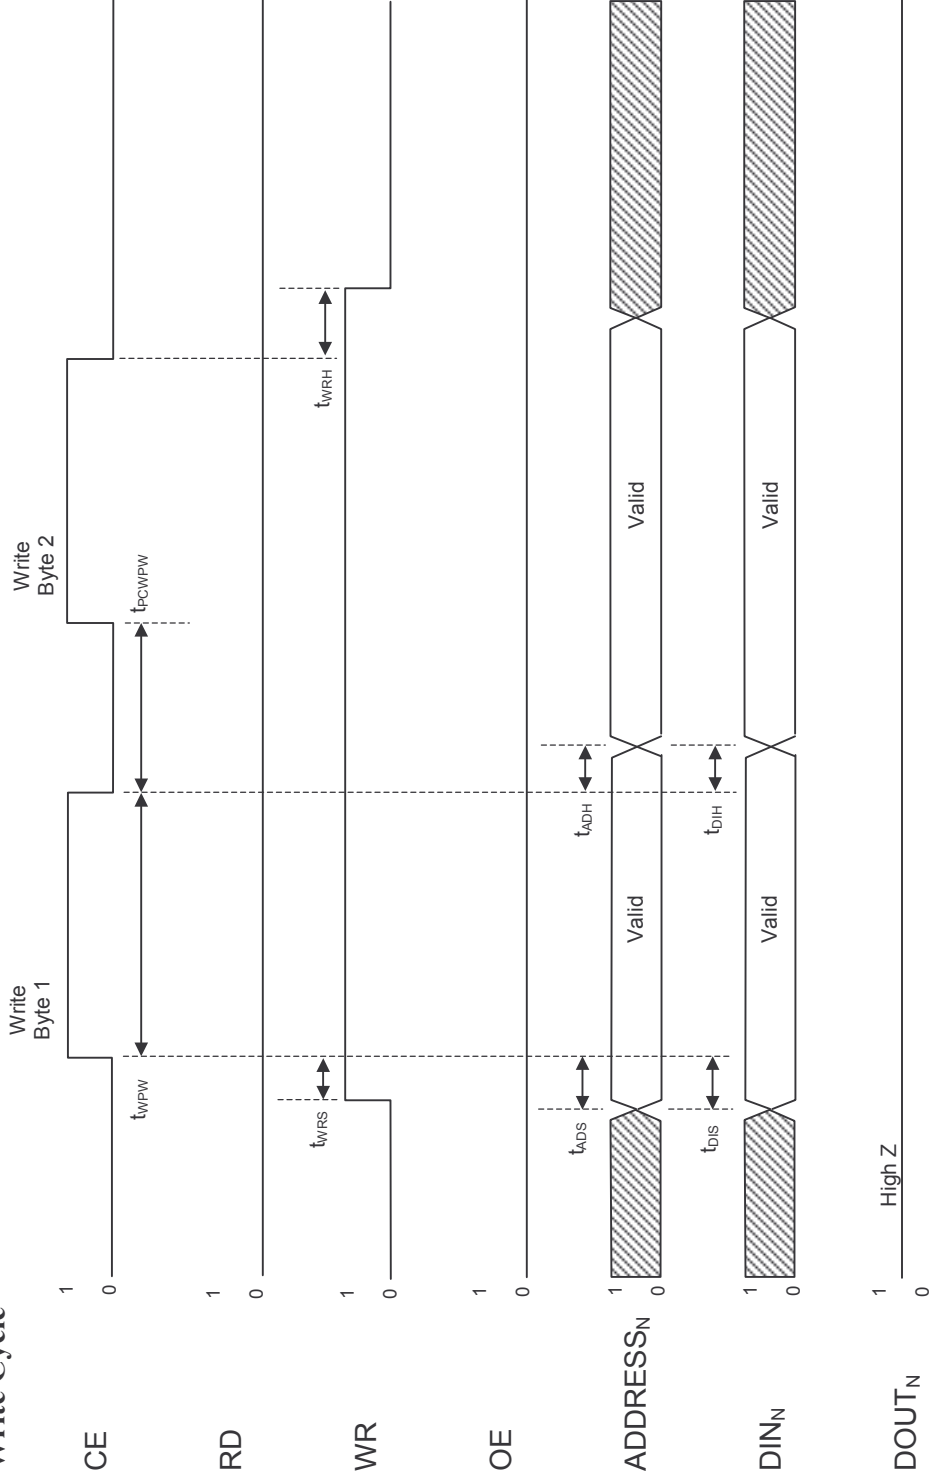 Write Cycle
Write
Byte 1
Write
Byte 2
CE
1
0
tWPW
tPCWPW
RD
1
0
WR
1
0
tWRS
tWRH
OE
1
0
ADDRESSN
1
0
tADS
tADH
Valid
Valid
DINN
1
0
tDIS
tDIH
Valid
Valid
DOUTN
1
0
High Z